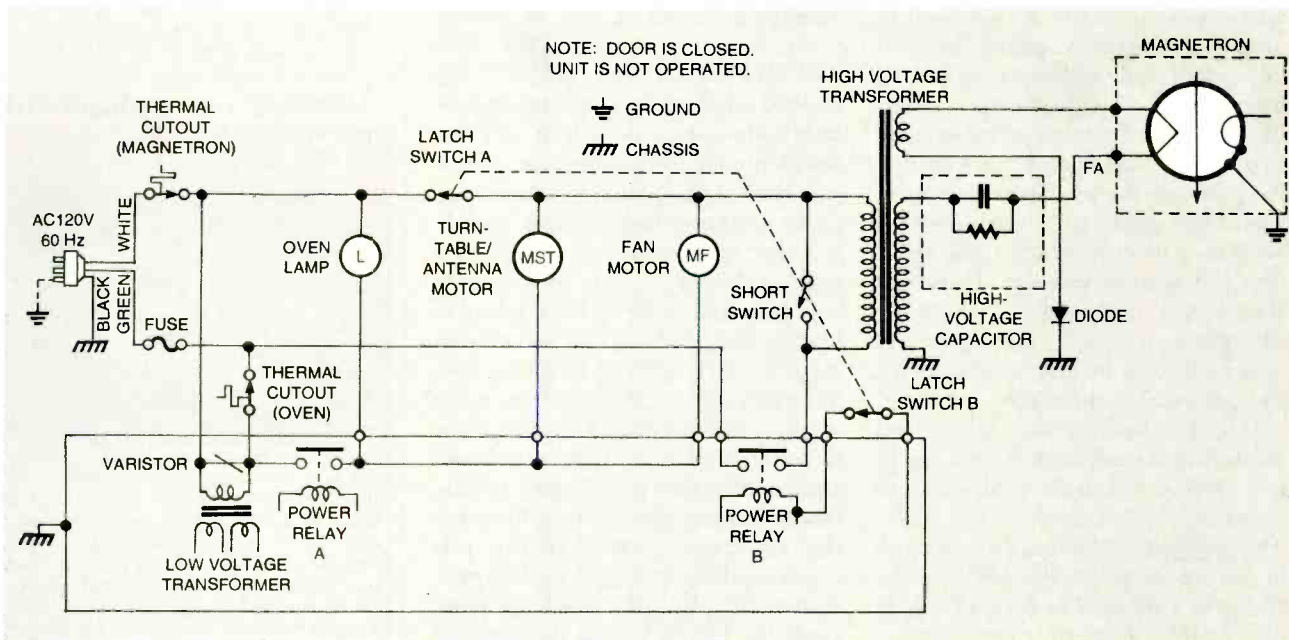 NOTE: DOOR IS CLOSED.
UNIT IS NOT OPERATED.
GROUND
CHASSIS
THERMAL
CUTOUT
(MAGNETRON)
LATCH
SWITCH A
HIGH VOLTAGE
TRANSFORMER
MAGNETRON
FA
AC120V
60 Hz
WHITE
BLACK
GREEN
FUSE
OVEN
LAMP
L
TURN-
TABLE/
ANTENNA
MOTOR
MST
FAN
MOTOR
MF
SHORT
SWITCH
HIGH-
VOLTAGE
CAPACITOR
DIODE
THERMAL
CUTOUT
(OVEN)
LATCH
SWITCH B
VARISTOR
POWER
RELAY
A
POWER
RELAY
B
LOW VOLTAGE
TRANSFORMER